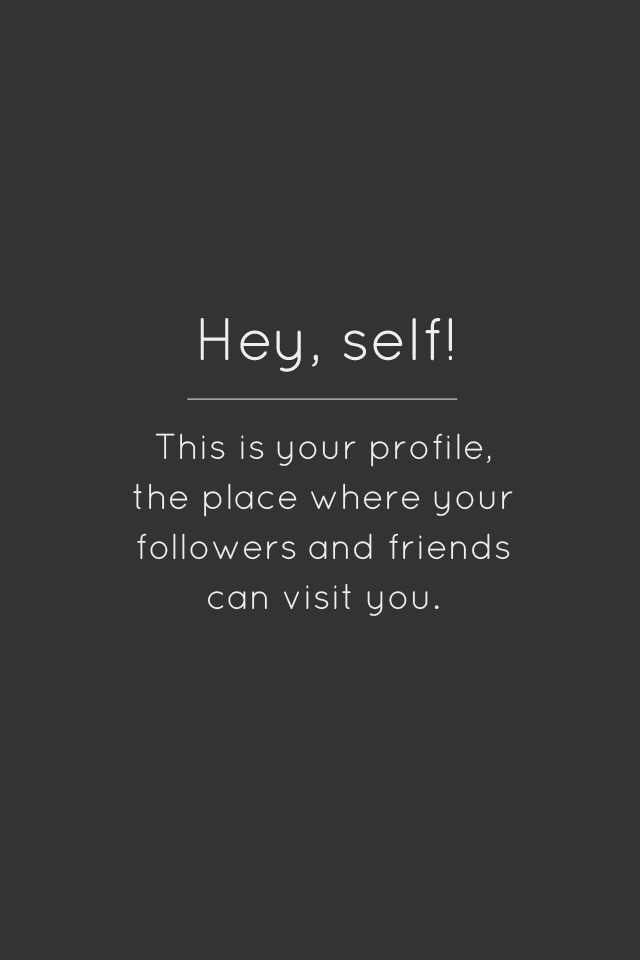 Hey, self!
This is your profile,
the place where your
followers and friends
can visit you.